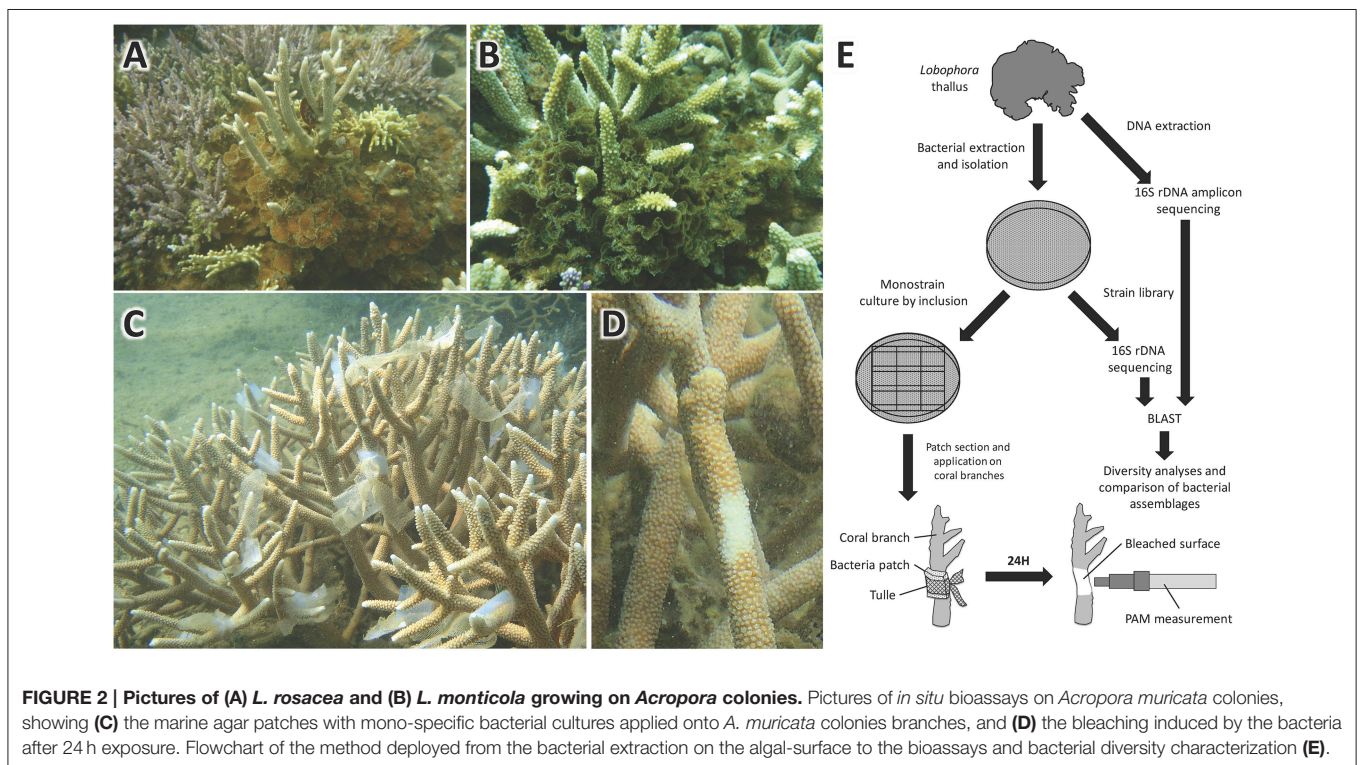 A
B
C
D
E
Lobophora
thallus
DNA extraction
Bacterial extraction
and isolation
16S rDNA amplicon
sequencing
Monostrain
culture by inclusion
Strain library
16S rDNA
sequencing
BLAST
Patch section and
application on
coral branches
Diversity analyses and
comparison of bacterial
assemblages
Coral branch
Bacteria patch
Tulle
24H
Bleached surface
PAM measurement
FIGURE 2 | Pictures of (A) L. rosacea and (B) L. monticola growing on Acropora colonies. Pictures of in situ bioassays on Acropora muricata colonies,
showing (C) the marine agar patches with mono-specific bacterial cultures applied onto A. muricata colonies branches, and (D) the bleaching induced by the bacteria
after 24 h exposure. Flowchart of the method deployed from the bacterial extraction on the algal-surface to the bioassays and bacterial diversity characterization (E).